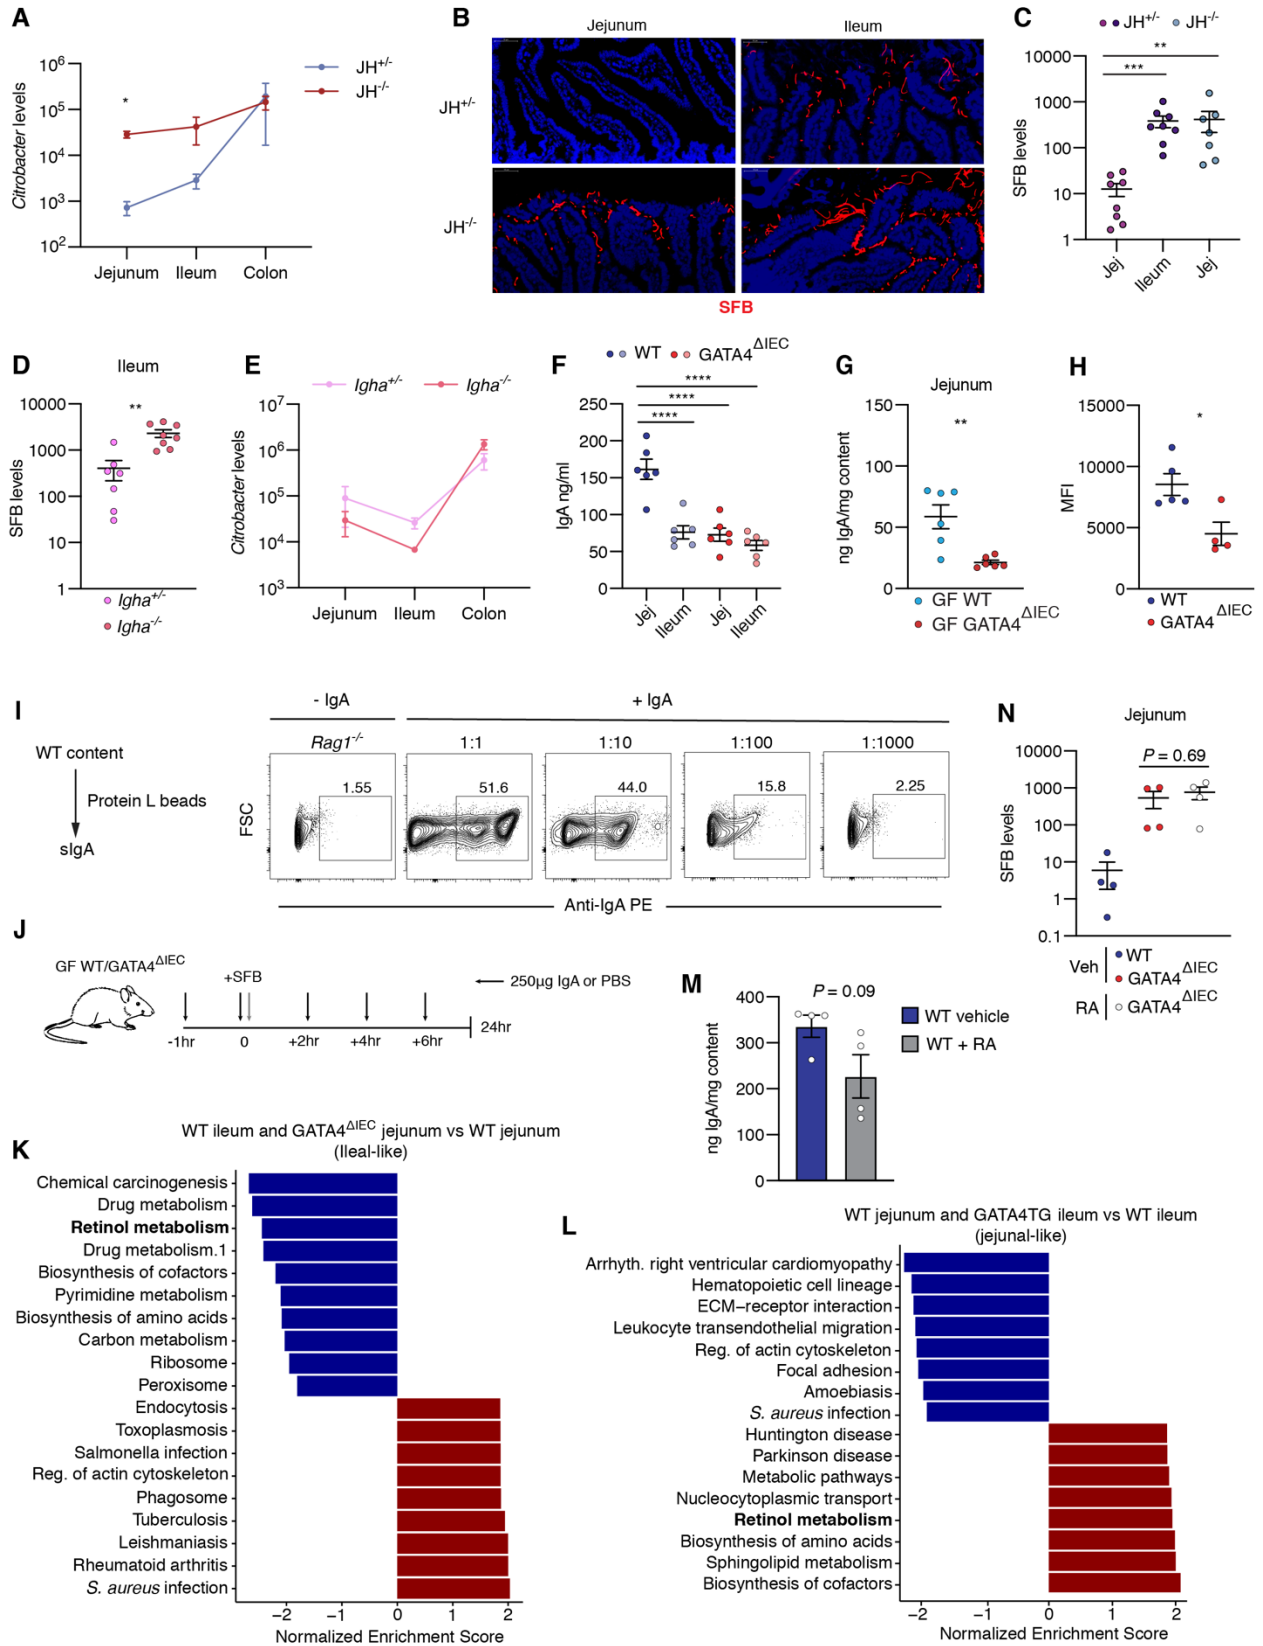 A
Citrobacter levels
10^6
10^5
10^4
10^3
10^2
*
Jejunum
Ileum
Colon
JH+/-
JH-/-
B
Jejunum
Ileum
JH+/-
JH-/-
SFB
C
JH+/-
JH-/-
**
***
SFB levels
10000
1000
100
10
1
Jej
Ileum
Jej
D
Ileum
**
SFB levels
10000
1000
100
10
1
Igha+/-
Igha-/-
E
Igha+/-
Igha-/-
Citrobacter levels
10^7
10^6
10^5
10^4
10^3
Jejunum
Ileum
Colon
F
WT
GATA4ΔIEC
****
****
****
IgA ng/ml
250
200
150
100
50
0
Jej
Ileum
Jej
Ileum
G
Jejunum
**
ng IgA/mg content
150
100
50
0
GF WT
GF GATA4ΔIEC
H
*
MFI
15000
10000
5000
0
WT
GATA4ΔIEC
I
WT content
Protein L beads
sIgA
- IgA
+ IgA
Rag1-/-
1:1
1:10
1:100
1:1000
1.55
51.6
44.0
15.8
2.25
FSC
Anti-IgA PE
N
Jejunum
P = 0.69
SFB levels
10000
1000
100
10
1
0.1
Veh
WT
GATA4ΔIEC
RA
GATA4ΔIEC
J
GF WT/GATA4ΔIEC
+SFB
250µg IgA or PBS
-1hr
0
+2hr
+4hr
+6hr
24hr
M
P = 0.09
ng IgA/mg content
400
300
200
100
0
WT vehicle
WT + RA
K
WT ileum and GATA4ΔIEC jejunum vs WT jejunum
(Ileal-like)
Chemical carcinogenesis
Drug metabolism
Retinol metabolism
Drug metabolism.1
Biosynthesis of cofactors
Pyrimidine metabolism
Biosynthesis of amino acids
Carbon metabolism
Ribosome
Peroxisome
Endocytosis
Toxoplasmosis
Salmonella infection
Reg. of actin cytoskeleton
Phagosome
Tuberculosis
Leishmaniasis
Rheumatoid arthritis
S. aureus infection
−2
−1
0
1
2
Normalized Enrichment Score
L
WT jejunum and GATA4TG ileum vs WT ileum
(jejunal-like)
Arrhyth. right ventricular cardiomyopathy
Hematopoietic cell lineage
ECM−receptor interaction
Leukocyte transendothelial migration
Reg. of actin cytoskeleton
Focal adhesion
Amoebiasis
S. aureus infection
Huntington disease
Parkinson disease
Metabolic pathways
Nucleocytoplasmic transport
Retinol metabolism
Biosynthesis of amino acids
Sphingolipid metabolism
Biosynthesis of cofactors
−2
−1
0
1
2
Normalized Enrichment Score